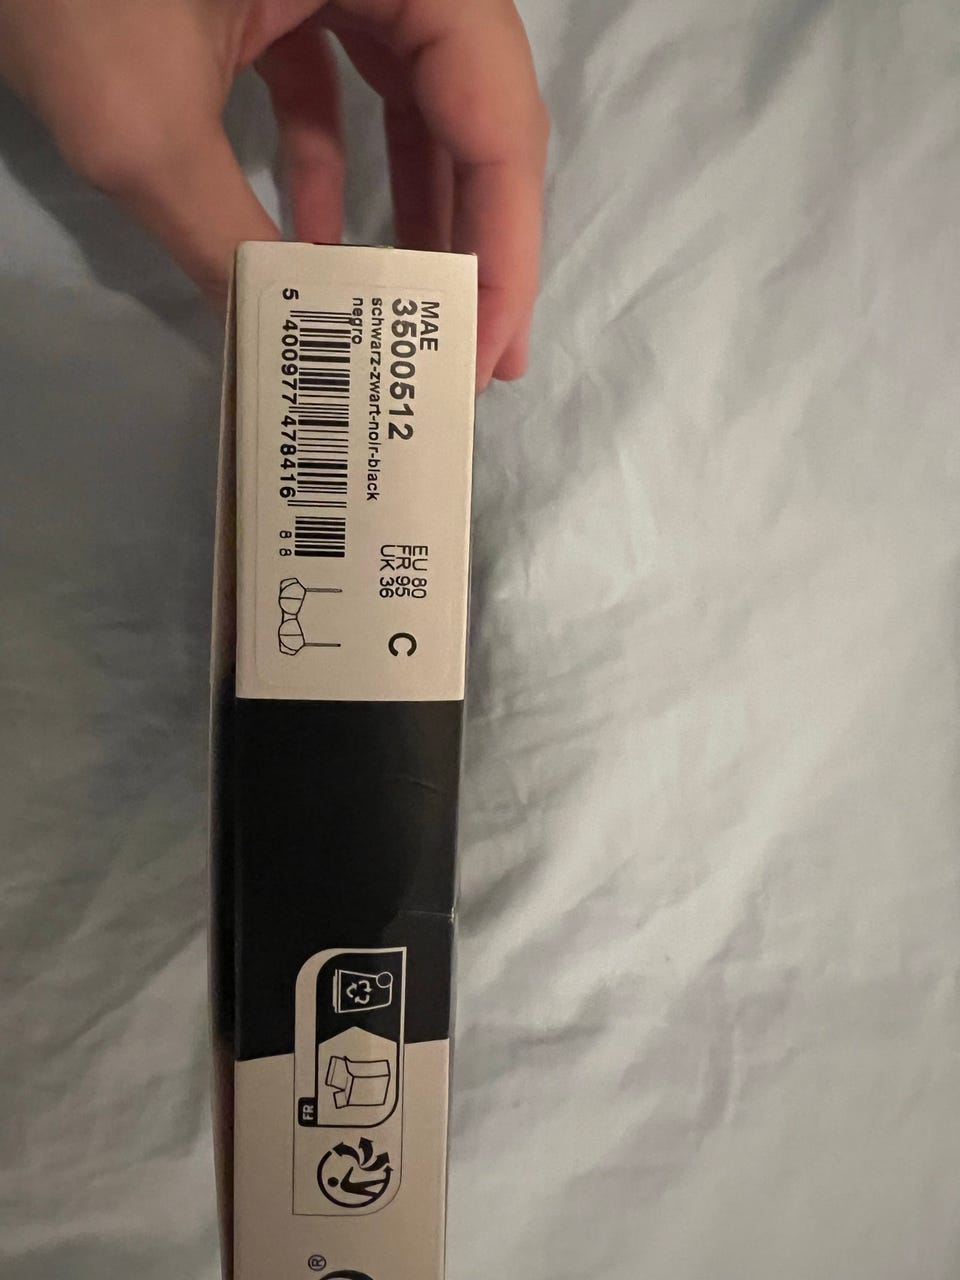 MAE
3500512
schwarz-zwart-noir-black
negro
5 400977 478416
8 8
EU 80
FR 95
UK 36
C
FR
®